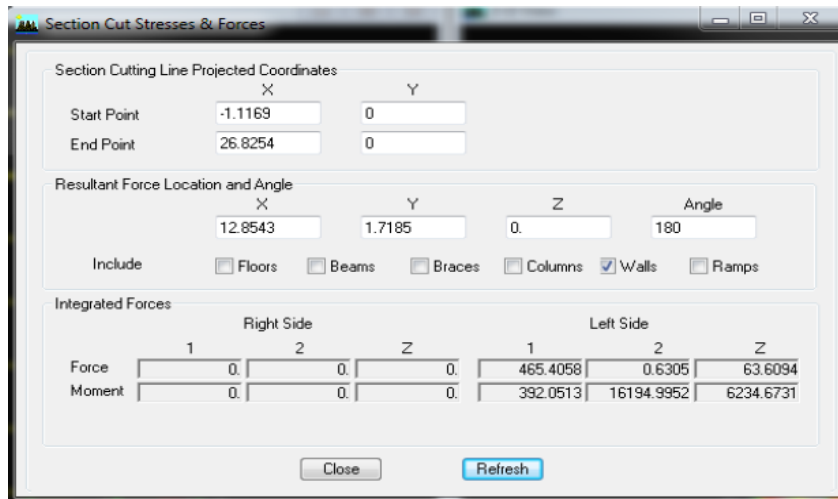 Section Cut Stresses & Forces
Section Cutting Line Projected Coordinates
X Y
Start Point -1.1169 0
End Point 26.8254 0
Resultant Force Location and Angle
X Y Z Angle
12.8543 1.7185 0. 180
Include Floors Beams Braces Columns Walls Ramps
Integrated Forces
Right Side Left Side
1 2 Z 1 2 Z
Force 0. 0. 0. 465.4058 0.6305 63.6094
Moment 0. 0. 0. 392.0513 16194.9952 6234.6731
Close Refresh